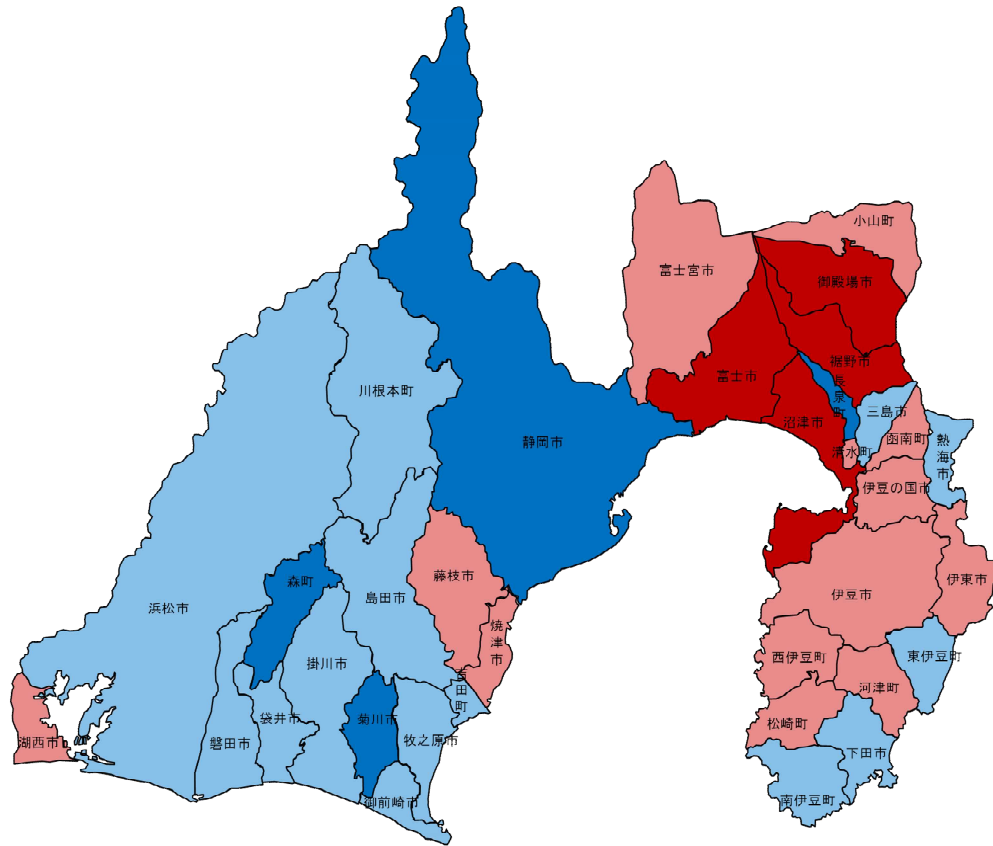 小山町
富士宮市
御殿場市
裾野市
川根本町
富士市
長泉町
三島市
沼津市
静岡市
清水町
函南町
熱海市
伊豆の国市
藤枝市
森町
伊東市
島田市
伊豆市
浜松市
焼津市
西伊豆町
東伊豆町
掛川市
吉田町
河津町
袋井市
菊川市
松崎町
湖西市
磐田市
牧之原市
下田市
御前崎市
南伊豆町